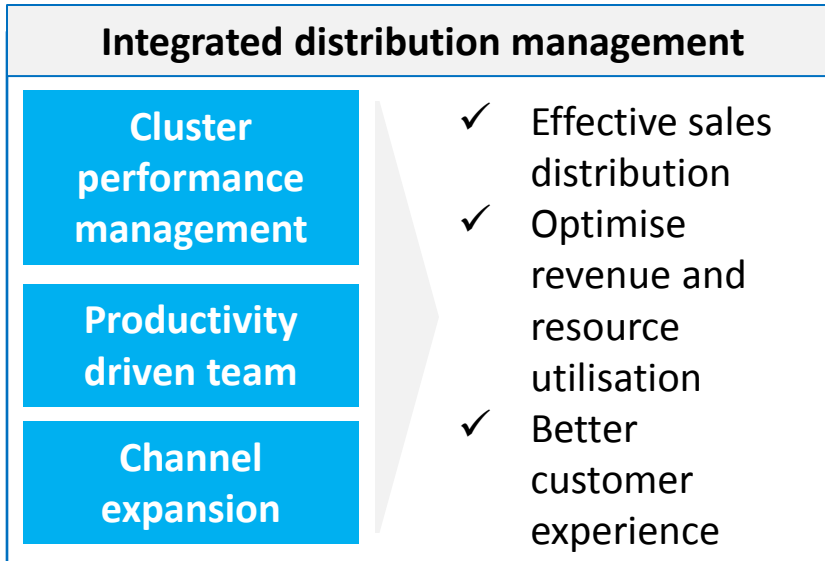 Integrated distribution management
Cluster
performance
management
Productivity
driven team
Channel
expansion
✓ Effective sales
distribution
✓ Optimise
revenue and
resource
utilisation
✓ Better
customer
experience